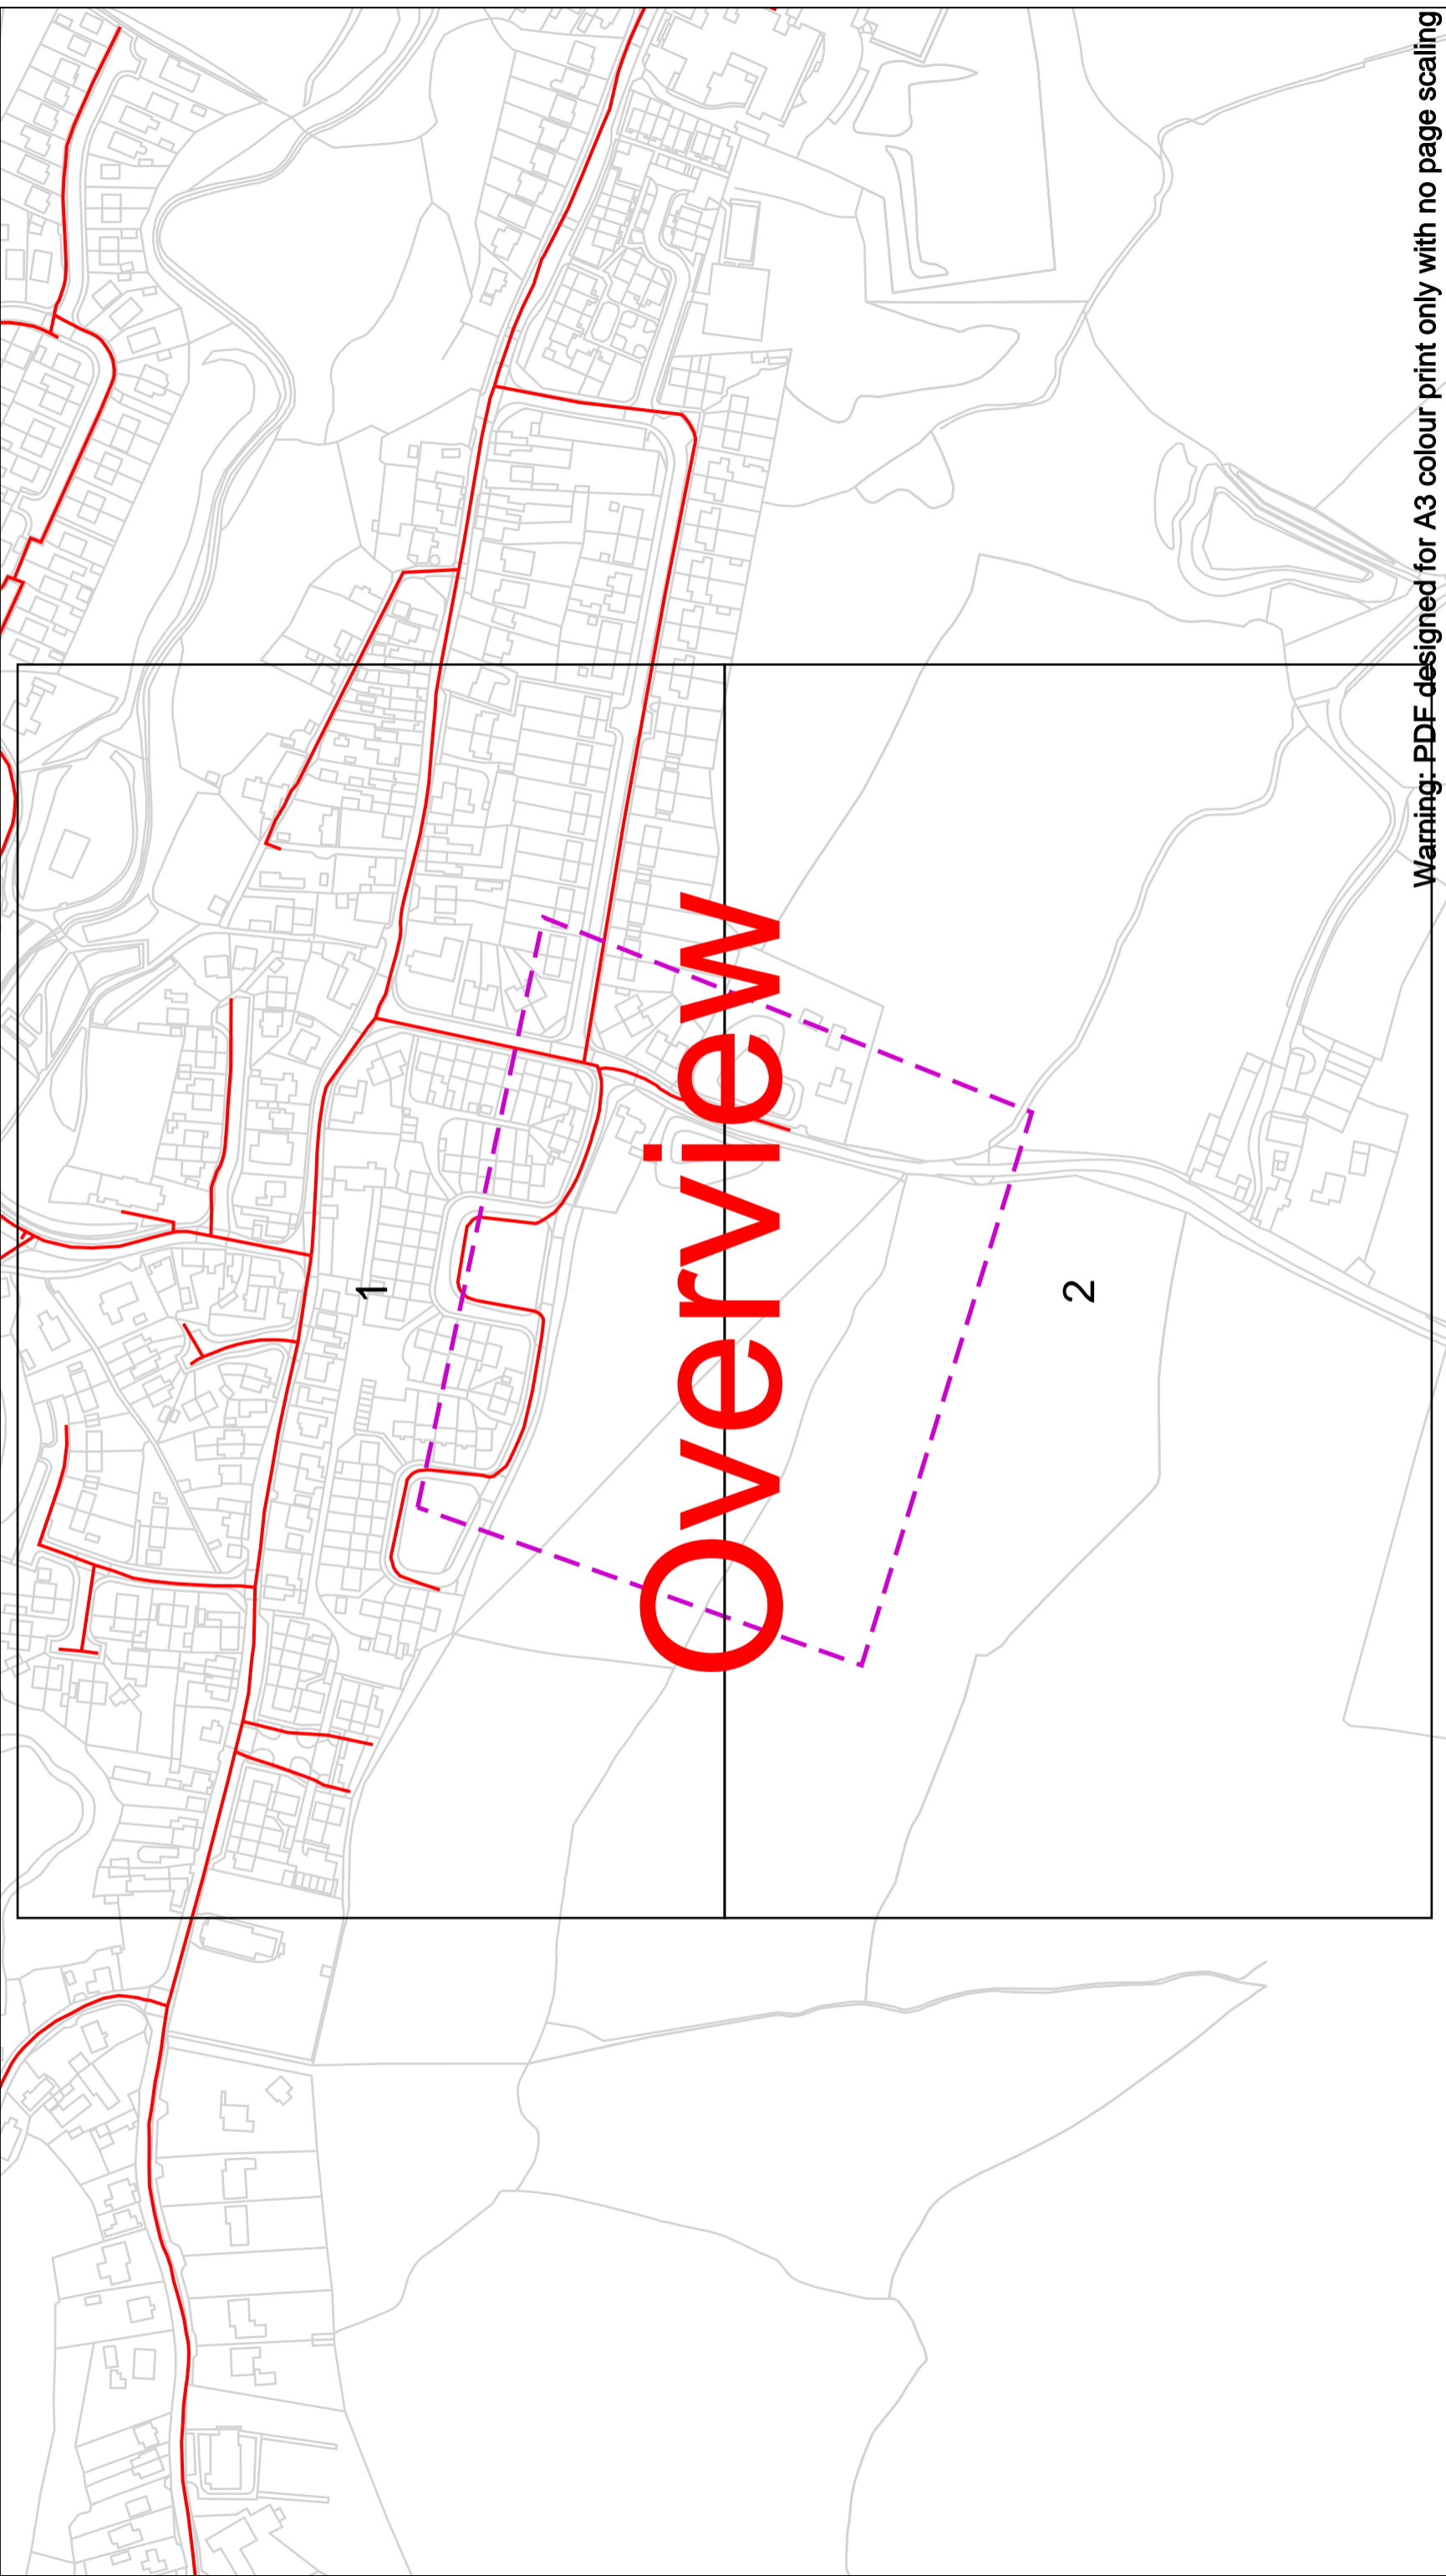 1
Overview
2
Warning: PDF designed for A3 colour print only with no page scaling